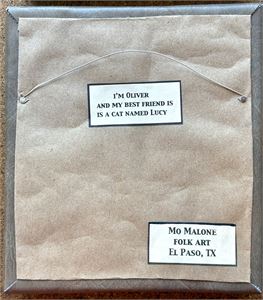 I'm Oliver
and my best friend is
is a cat named Lucy
Mo Malone
folk art
El Paso, TX